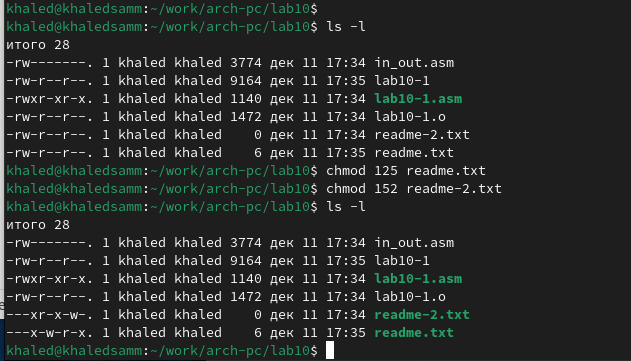 khaled@khaledsamm:~/work/arch-pc/lab10$
khaled@khaledsamm:~/work/arch-pc/lab10$ ls -l
итого 28
-rw-------. 1 khaled khaled 3774 дек 11 17:34 in_out.asm
-rw-r--r--. 1 khaled khaled 9164 дек 11 17:35 lab10-1
-rwxr-xr-x. 1 khaled khaled 1140 дек 11 17:34 lab10-1.asm
-rw-r--r--. 1 khaled khaled 1472 дек 11 17:34 lab10-1.o
-rw-r--r--. 1 khaled khaled    0 дек 11 17:34 readme-2.txt
-rw-r--r--. 1 khaled khaled    6 дек 11 17:35 readme.txt
khaled@khaledsamm:~/work/arch-pc/lab10$ chmod 125 readme.txt
khaled@khaledsamm:~/work/arch-pc/lab10$ chmod 152 readme-2.txt
khaled@khaledsamm:~/work/arch-pc/lab10$ ls -l
итого 28
-rw-------. 1 khaled khaled 3774 дек 11 17:34 in_out.asm
-rw-r--r--. 1 khaled khaled 9164 дек 11 17:35 lab10-1
-rwxr-xr-x. 1 khaled khaled 1140 дек 11 17:34 lab10-1.asm
-rw-r--r--. 1 khaled khaled 1472 дек 11 17:34 lab10-1.o
---xr-x-w-. 1 khaled khaled    0 дек 11 17:34 readme-2.txt
---x-w-r-x. 1 khaled khaled    6 дек 11 17:35 readme.txt
khaled@khaledsamm:~/work/arch-pc/lab10$